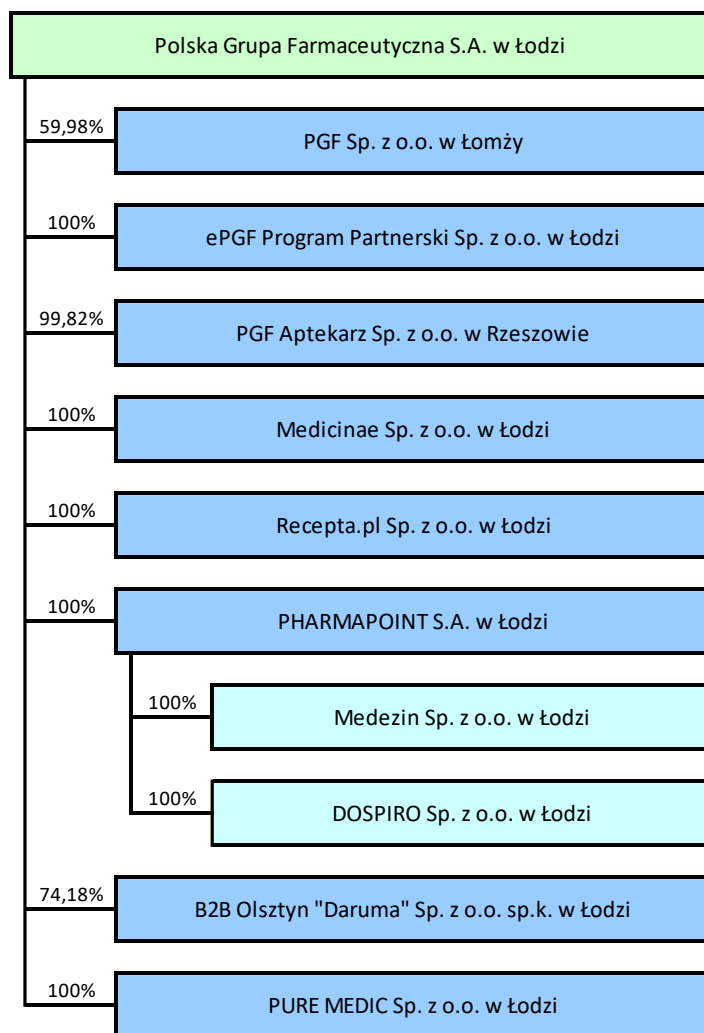 Polska Grupa Farmaceutyczna S.A. w Łodzi
59,98%
PGF Sp. z o.o. w Łomży
100%
ePGF Program Partnerski Sp. z o.o. w Łodzi
99,82%
PGF Aptekarz Sp. z o.o. w Rzeszowie
100%
Medicinae Sp. z o.o. w Łodzi
100%
Recepta.pl Sp. z o.o. w Łodzi
100%
PHARMAPOINT S.A. w Łodzi
100%
Medezin Sp. z o.o. w Łodzi
100%
DOSPIRO Sp. z o.o. w Łodzi
74,18%
B2B Olsztyn "Daruma" Sp. z o.o. sp.k. w Łodzi
100%
PURE MEDIC Sp. z o.o. w Łodzi